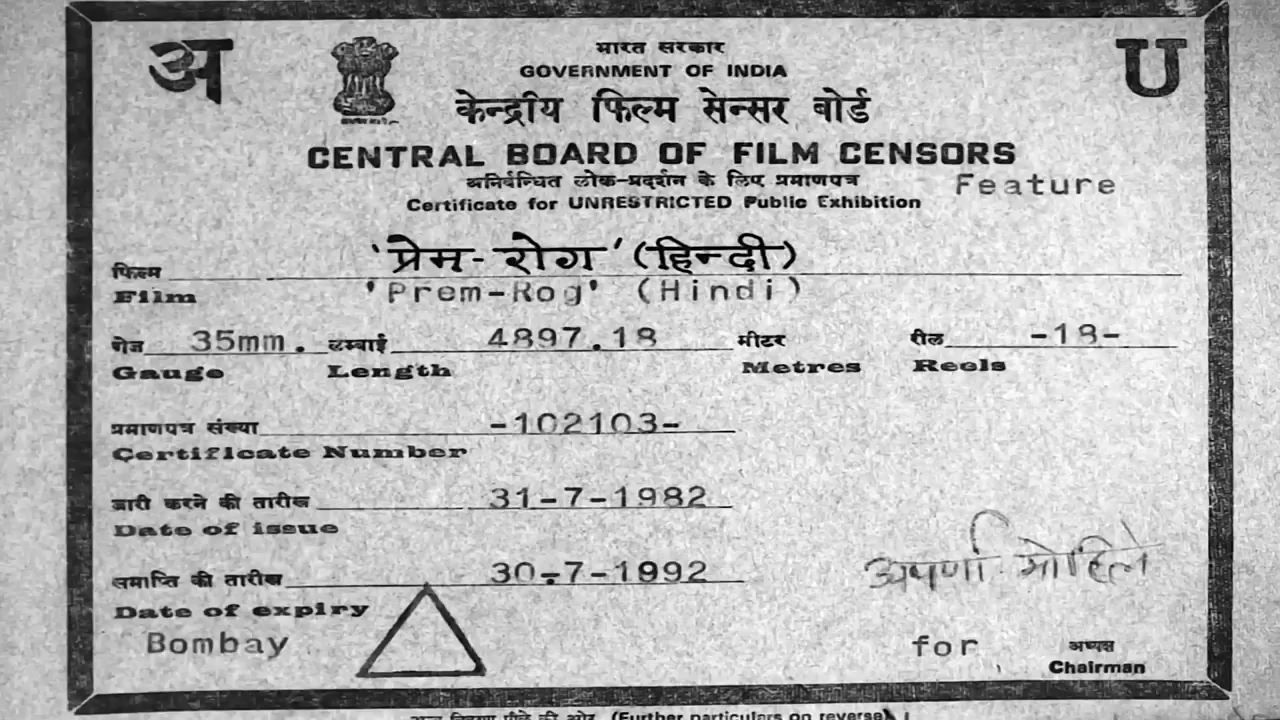 अ
U
भारत सरकार
GOVERNMENT OF INDIA
केन्द्रीय फिल्म सेन्सर बोर्ड
CENTRAL BOARD OF FILM CENSORS
अनिर्बन्धित लोक-प्रदर्शन के लिए प्रमाणपत्र
Feature
Certificate for UNRESTRICTED Public Exhibition
फिल्म 'प्रेम-रोग' (हिन्दी)
Film 'Prem-Rog' (Hindi)
गेज 35mm. लम्बाई 4897.18 मीटर रील -18-
Gauge Length Metres Reels
प्रमाणपत्र संख्या -102103-
Certificate Number
जारी करने की तारीख 31-7-1982
Date of issue
समाप्ति की तारीख 30-7-1992
Date of expiry
अपर्णा मोहिले
Bombay for अध्यक्ष
Chairman
(Further particulars on reverse)